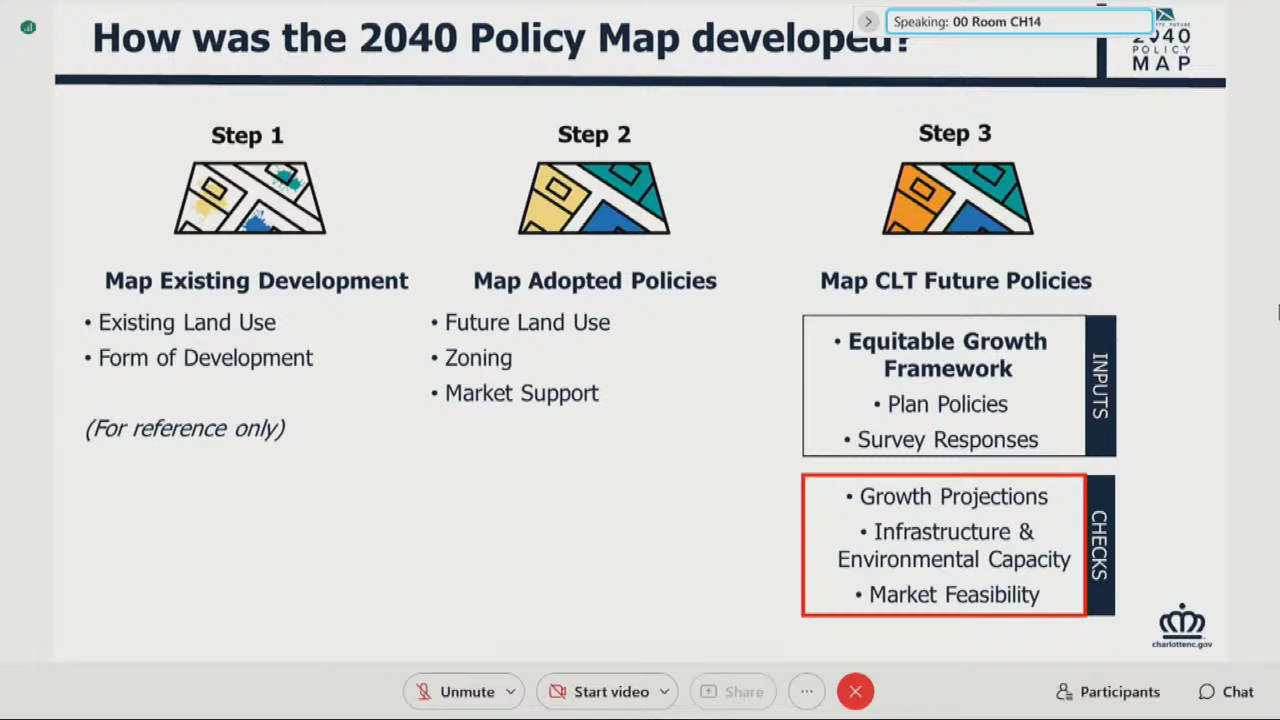 How was the 2040 Policy Map developed?
Speaking: 00 Room CH14
2040
POLICY
MAP
Step 1
Step 2
Step 3
Map Existing Development
• Existing Land Use
• Form of Development
(For reference only)
Map Adopted Policies
• Future Land Use
• Zoning
• Market Support
Map CLT Future Policies
• Equitable Growth
Framework
• Plan Policies
• Survey Responses
INPUTS
• Growth Projections
• Infrastructure &
Environmental Capacity
• Market Feasibility
CHECKS
charlottenc.gov
Unmute
Start video
Share
Participants
Chat